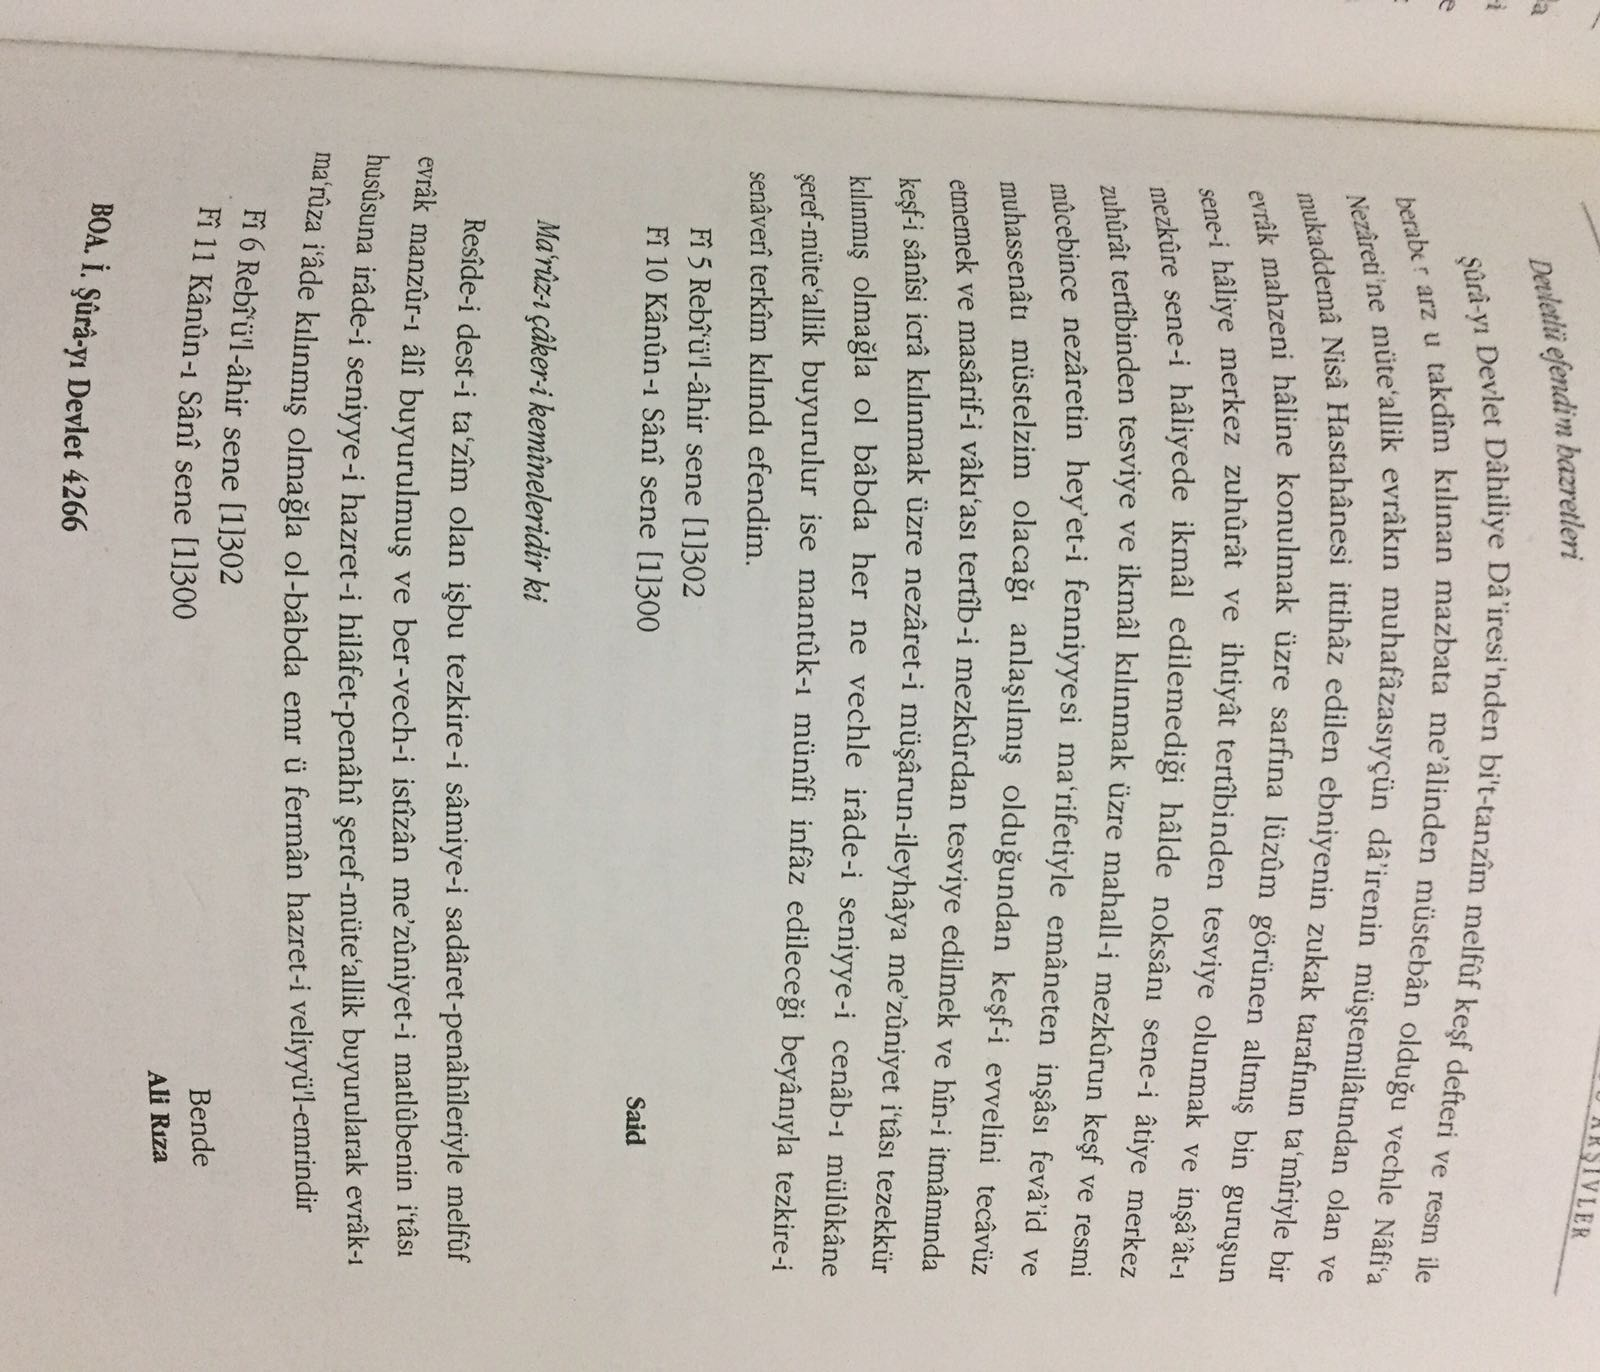 ARŞİVLER
Devletlü efendim hazretleri
Şûrâ-yı Devlet Dâhiliye Dâ'iresi'nden bi't-tanzîm melfûf keşf defteri ve resm ile
beraber arz u takdîm kılınan mazbata me'âlinden müstebân olduğu vechle Nâfi'a
Nezâreti'ne müte'allik evrâkın muhafâzasıyçün dâ'irenin müştemilâtından olan ve
mukaddemâ Nisâ Hastahânesi ittihâz edilen ebniyenin zukak tarafının ta'mîriyle bir
evrâk mahzeni hâline konulmak üzre sarfına lüzûm görünen altmış bin guruşun
sene-i hâliye merkez zuhûrât ve ihtiyât tertîbinden tesviye olunmak ve inşâ'ât-ı
mezkûre sene-i hâliyede ikmâl edilemediği hâlde noksânı sene-i âtiye merkez
zuhûrât tertîbinden tesviye ve ikmâl kılınmak üzre mahall-i mezkûrun keşf ve resmi
mûcebince nezâretin hey'et-i fenniyyesi ma'rifetiyle emâneten inşâsı fevâ'id ve
muhassenâtı müstelzim olacağı anlaşılmış olduğundan keşf-i evvelini tecâvüz
etmemek ve masârif-i vâkı'ası tertîb-i mezkûrdan tesviye edilmek ve hîn-i itmâmında
keşf-i sânîsi icrâ kılınmak üzre nezâret-i müşârun-ileyhâya me'zûniyet i'tâsı tezekkür
kılınmış olmağla ol bâbda her ne vechle irâde-i seniyye-i cenâb-ı mülûkâne
şeref-müte'allik buyurulur ise mantûk-ı münîfi infâz edileceği beyânıyla tezkire-i
senâverî terkîm kılındı efendim.
Fî 5 Rebî'ü'l-âhir sene [1]302
Fî 10 Kânûn-ı Sânî sene [1]300
Said
Ma'rûz-ı çâker-i kemîneleridir ki
Resîde-i dest-i ta'zîm olan işbu tezkire-i sâmiye-i sadâret-penâhîleriyle melfûf
evrâk manzûr-ı âlî buyurulmuş ve ber-vech-i istîzân me'zûniyet-i matlûbenin i'tâsı
husûsuna irâde-i seniyye-i hazret-i hilâfet-penâhî şeref-müte'allik buyurularak evrâk-ı
ma'rûza i'âde kılınmış olmağla ol-bâbda emr ü fermân hazret-i veliyyü'l-emrindir
Fî 6 Rebî'ü'l-âhir sene [1]302
Fî 11 Kânûn-ı Sânî sene [1]300
Bende
Ali Rıza
BOA. İ. Şûrâ-yı Devlet 4266